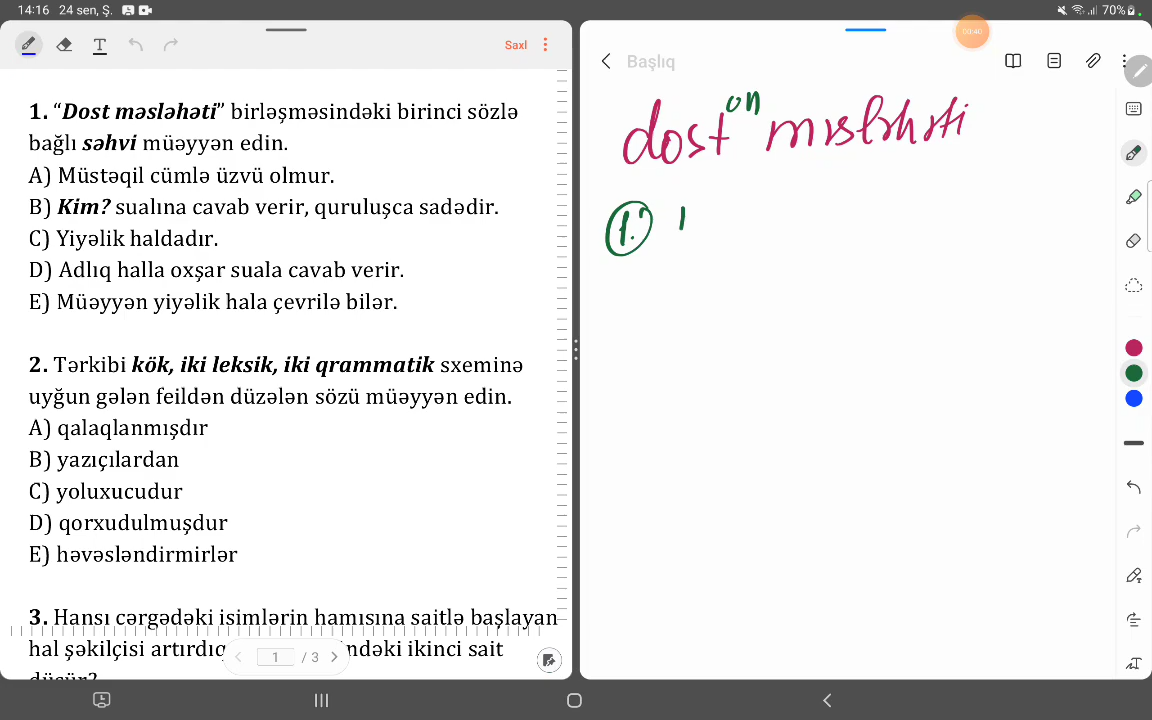 14:16 24 sen, Ş. 70%
Saxl
1. “Dost məsləhəti” birləşməsindəki birinci sözlə
bağlı səhvi müəyyən edin.
A) Müstəqil cümlə üzvü olmur.
B) Kim? sualına cavab verir, quruluşca sadədir.
C) Yiyəlik haldadır.
D) Adlıq halla oxşar suala cavab verir.
E) Müəyyən yiyəlik hala çevrilə bilər.
2. Tərkibi kök, iki leksik, iki qrammatik sxeminə
uyğun gələn feildən düzələn sözü müəyyən edin.
A) qalaqlanmışdır
B) yazıçılardan
C) yoluxucudur
D) qorxudulmuşdur
E) həvəsləndirmirlər
3. Hansı cərgədəki isimlərin hamısına saitlə başlayan
hal şəkilçisi artırdıq ndəki ikinci sait
düşür?
1 / 3
Başlıq
00:40
dost on məsləhəti
1.